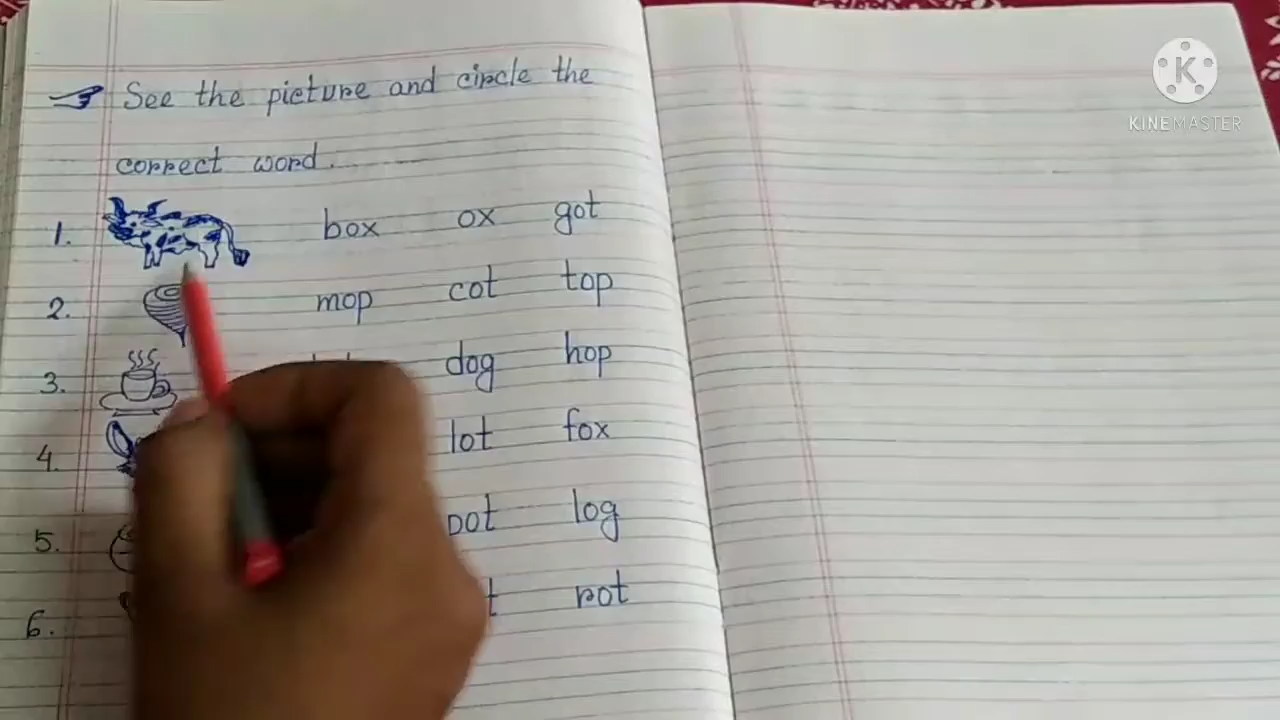 See the picture and circle the
correct word.
1. box ox got
2. mop cot top
3. dog hop
4. lot fox
5. pot log
6. rot
K
KINEMASTER